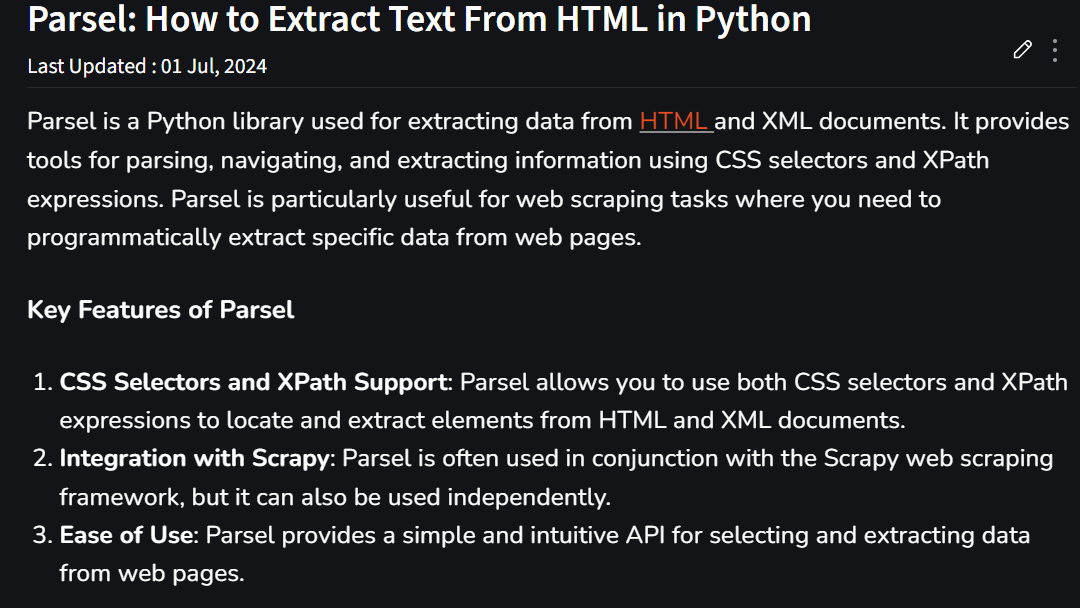 Parsel: How to Extract Text From HTML in Python
Last Updated : 01 Jul, 2024
Parsel is a Python library used for extracting data from HTML and XML documents. It provides
tools for parsing, navigating, and extracting information using CSS selectors and XPath
expressions. Parsel is particularly useful for web scraping tasks where you need to
programmatically extract specific data from web pages.
Key Features of Parsel
1. CSS Selectors and XPath Support: Parsel allows you to use both CSS selectors and XPath
expressions to locate and extract elements from HTML and XML documents.
2. Integration with Scrapy: Parsel is often used in conjunction with the Scrapy web scraping
framework, but it can also be used independently.
3. Ease of Use: Parsel provides a simple and intuitive API for selecting and extracting data
from web pages.